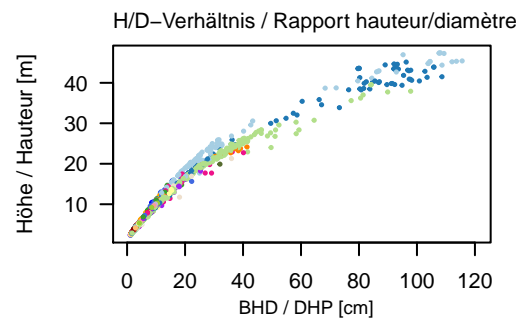 H/D−Verhältnis / Rapport hauteur/diamètre
Höhe / Hauteur [m]
40
30
20
10
0 20 40 60 80 100 120
BHD / DHP [cm]